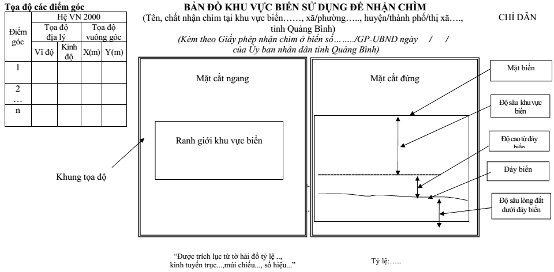 Tọa độ các điểm góc
Điểm góc
Hệ VN 2000
Tọa độ địa lý
Tọa độ vuông góc
Vĩ độ
Kinh độ
X(m)
Y(m)
1
2
...
n
BẢN ĐỒ KHU VỰC BIỂN SỬ DỤNG ĐỂ NHẬN CHÌM
(Tên, chất nhận chìm tại khu vực biển……, xã/phường….., huyện/thành phố/thị xã….,
tỉnh Quảng Bình)
(Kèm theo Giấy phép nhận chìm ở biển số……../GP-UBND ngày / /
của Ủy ban nhân dân tỉnh Quảng Bình)
CHỈ DẪN
Mặt cắt ngang
Ranh giới khu vực biển
Khung tọa độ
Mặt cắt đứng
Mặt biển
Độ sâu khu vực
biển
Độ cao từ đáy
biển
Đáy biển
Độ sâu lòng đất
dưới đáy biển
"Được trích lục từ tờ hải đồ tỷ lệ ..,
kinh tuyến trục...,múi chiếu..., số hiệu..."
Tỷ lệ:…..